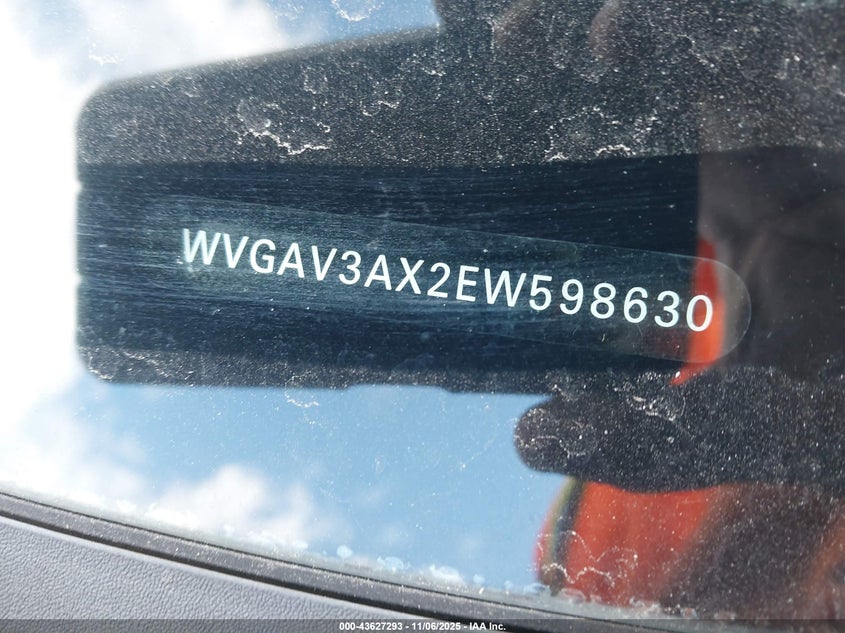 WVGAV3AX2EW598630
000-43627293 - 11/06/2025 - IAA Inc.